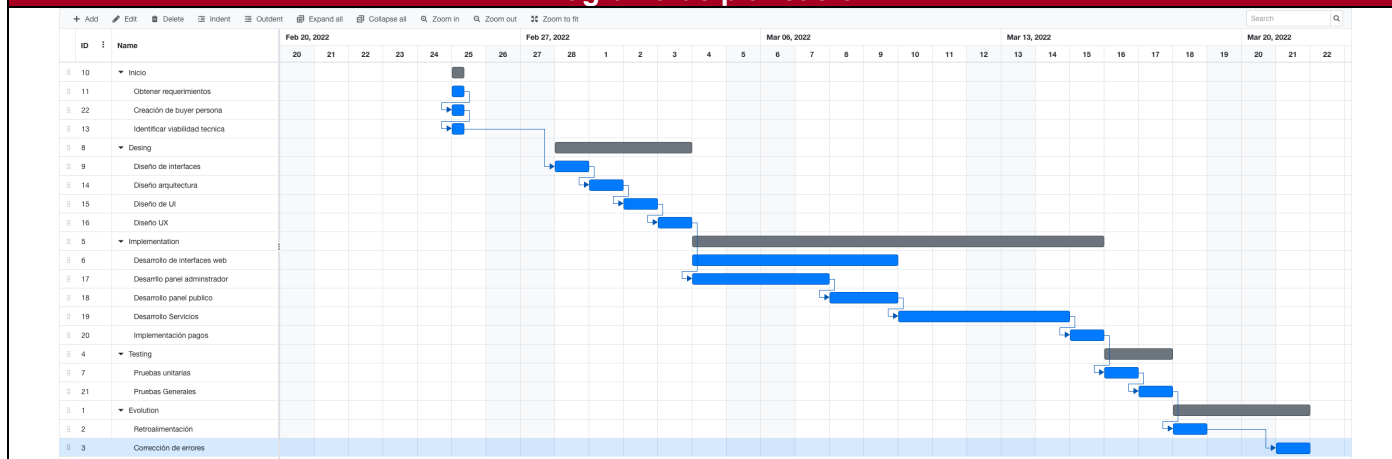 + Add Edit Delete Indent Outdent Expand all Collapse all Zoom in Zoom out Zoom to fit Search
ID Name Feb 20, 2022 Feb 27, 2022 Mar 06, 2022 Mar 13, 2022 Mar 20, 2022
20 21 22 23 24 25 26 27 28 1 2 3 4 5 6 7 8 9 10 11 12 13 14 15 16 17 18 19 20 21 22
10 Inicio
11 Obtener requerimientos
22 Creación de buyer persona
13 Identificar viabilidad tecnica
8 Desing
9 Diseño de interfaces
14 Diseño arquitectura
15 Diseño de UI
16 Diseño UX
5 Implementation
6 Desarrollo de interfaces web
17 Desarrllo panel adminstrador
18 Desarrollo panel publico
19 Desarrollo Servicios
20 Implementación pagos
4 Testing
7 Pruebas unitarias
21 Pruebas Generales
1 Evolution
2 Retroalimentación
3 Corrección de errores